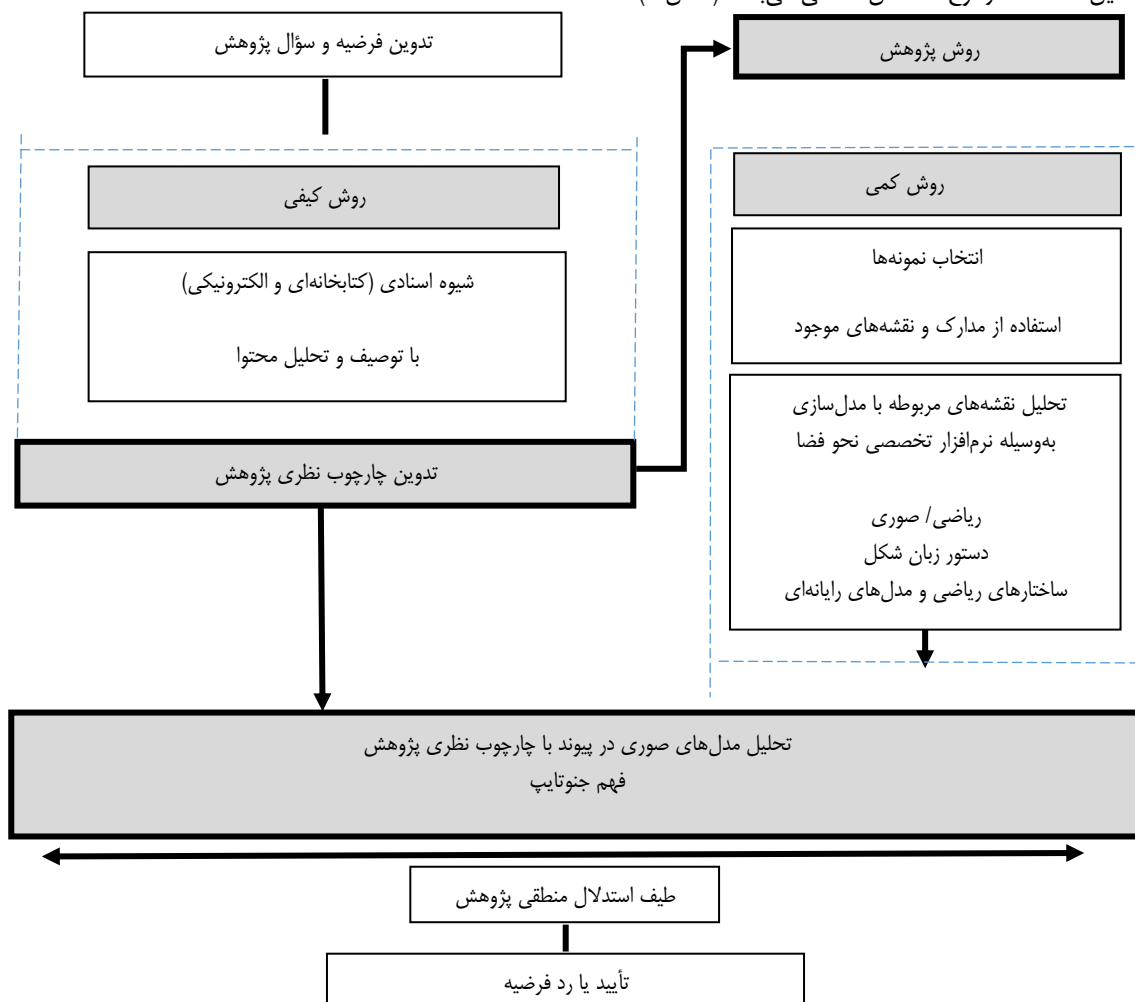 تدوین فرضیه و سؤال پژوهش
روش پژوهش
روش کیفی
شیوه اسنادی (کتابخانه‌ای و الکترونیکی)
با توصیف و تحلیل محتوا
تدوین چارچوب نظری پژوهش
روش کمی
انتخاب نمونه‌ها
استفاده از مدارک و نقشه‌های موجود
تحلیل نقشه‌های مربوطه با مدل‌سازی
به‌وسیله نرم‌افزار تخصصی نحو فضا
ریاضی/ صوری
دستور زبان شکل
ساختارهای ریاضی و مدل‌های رایانه‌ای
تحلیل مدل‌های صوری در پیوند با چارچوب نظری پژوهش
فهم جنوتایپ
طیف استدلال منطقی پژوهش
تأیید یا رد فرضیه